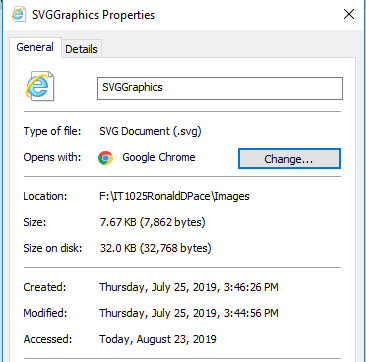 SVGGraphics Properties
General Details
SVGGraphics
Type of file: SVG Document (.svg)
Opens with: Google Chrome Change...
Location: F:\IT1025RonaldDPace\Images
Size: 7.67 KB (7,862 bytes)
Size on disk: 32.0 KB (32,768 bytes)
Created: Thursday, July 25, 2019, 3:46:26 PM
Modified: Thursday, July 25, 2019, 3:44:56 PM
Accessed: Today, August 23, 2019